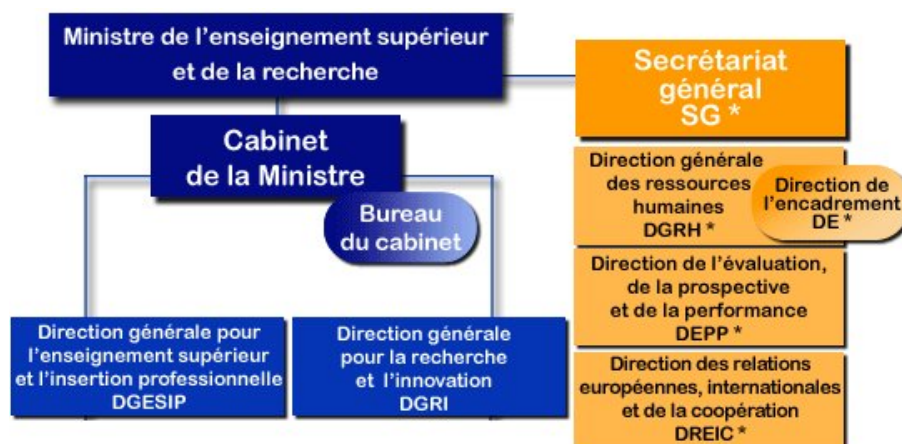 Ministre de l'enseignement supérieur
et de la recherche
Secrétariat
général
SG *
Cabinet
de la Ministre
Bureau
du cabinet
Direction générale
des ressources
humaines
DGRH *
Direction de
l'encadrement
DE *
Direction de l'évaluation,
de la prospective
et de la performance
DEPP *
Direction générale pour
l'enseignement supérieur
et l'insertion professionnelle
DGESIP
Direction générale
pour la recherche
et l'innovation
DGRI
Direction des relations
européennes, internationales
et de la coopération
DREIC *